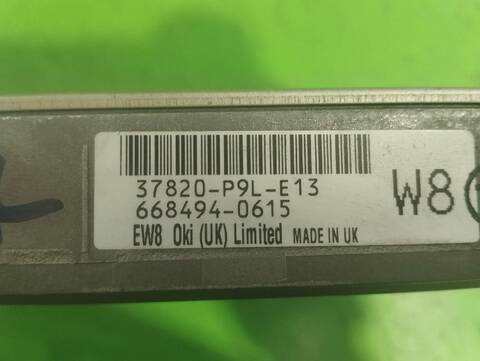 37820-P9L-E13
668494-0615
W8
EW8 Oki (UK) Limited MADE IN UK